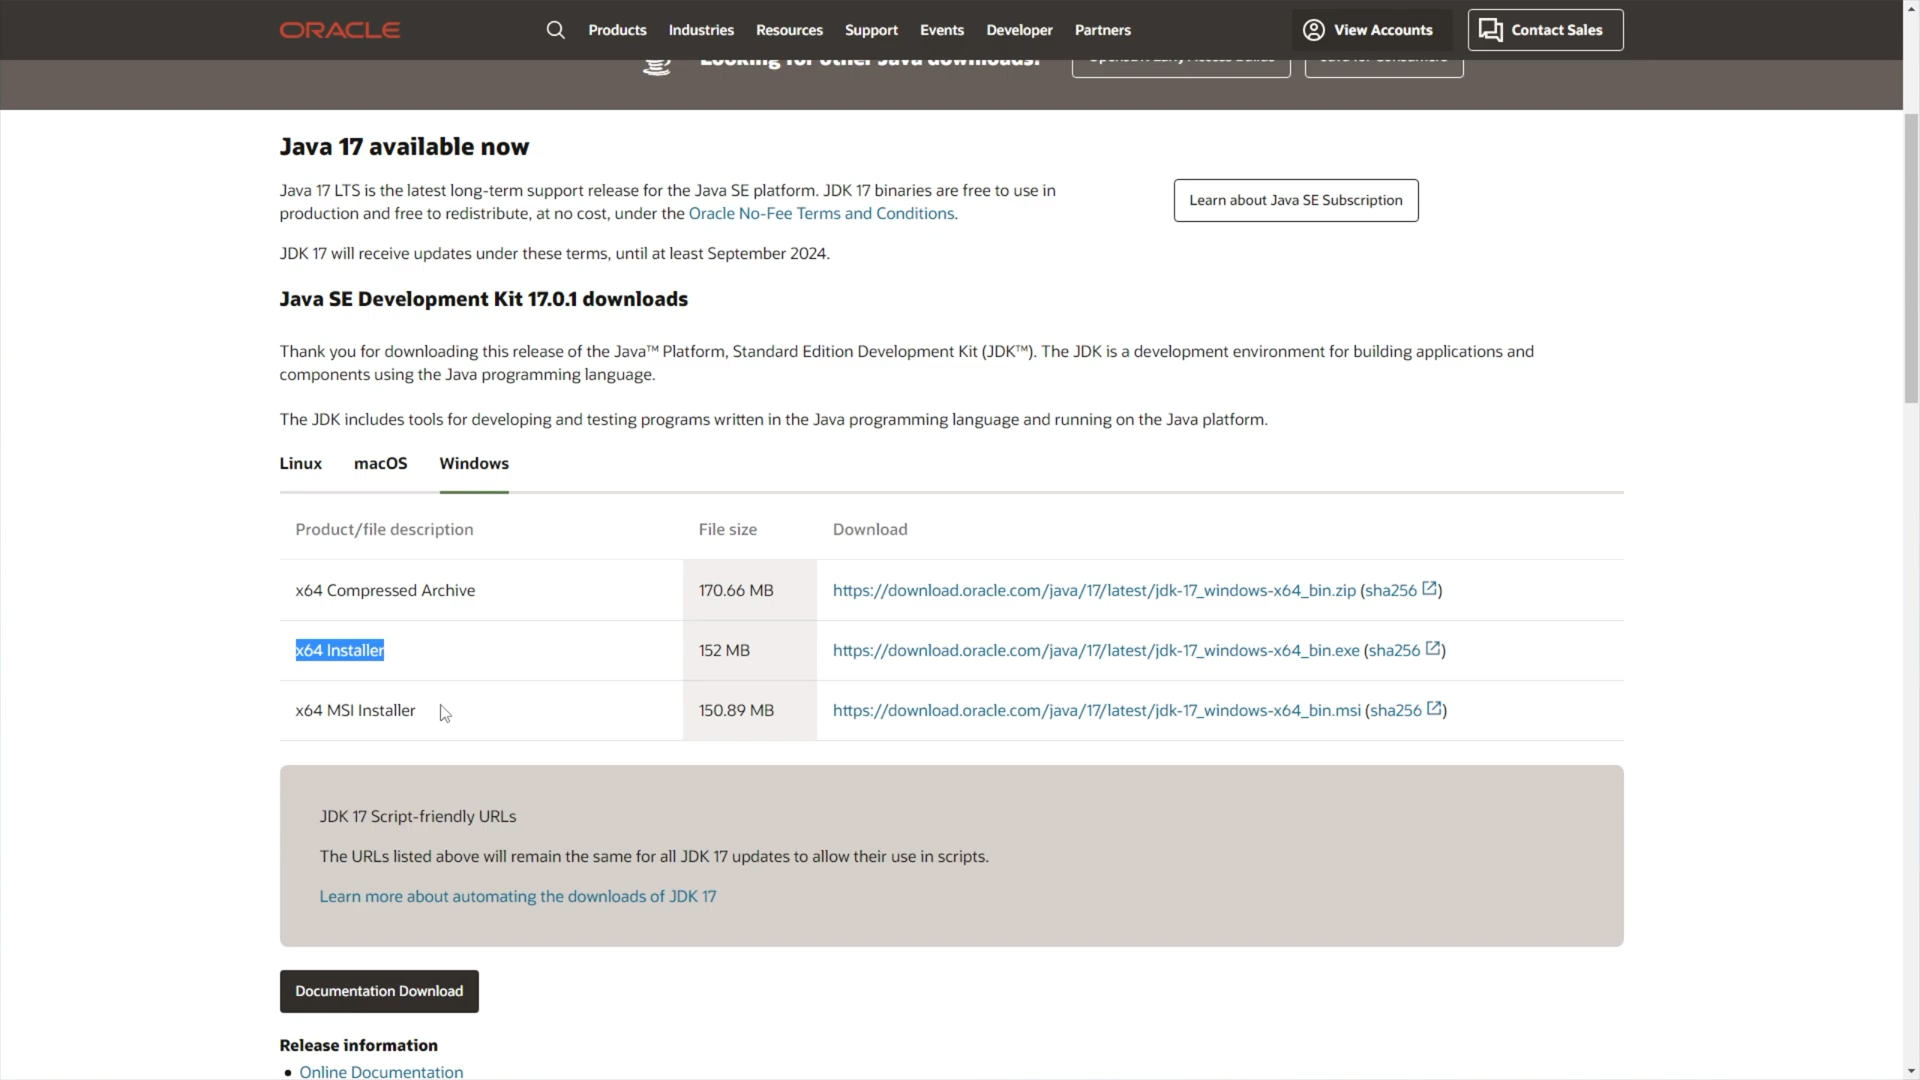 ORACLE
Products Industries Resources Support Events Developer Partners
View Accounts
Contact Sales
Looking for other Java downloads?
OpenJDK Early Access Builds
Java for Consumers
Java 17 available now
Java 17 LTS is the latest long-term support release for the Java SE platform. JDK 17 binaries are free to use in
production and free to redistribute, at no cost, under the Oracle No-Fee Terms and Conditions.
Learn about Java SE Subscription
JDK 17 will receive updates under these terms, until at least September 2024.
Java SE Development Kit 17.0.1 downloads
Thank you for downloading this release of the Java™ Platform, Standard Edition Development Kit (JDK™). The JDK is a development environment for building applications and
components using the Java programming language.
The JDK includes tools for developing and testing programs written in the Java programming language and running on the Java platform.
Linux macOS Windows
Product/file description File size Download
x64 Compressed Archive 170.66 MB https://download.oracle.com/java/17/latest/jdk-17_windows-x64_bin.zip (sha256)
x64 Installer 152 MB https://download.oracle.com/java/17/latest/jdk-17_windows-x64_bin.exe (sha256)
x64 MSI Installer 150.89 MB https://download.oracle.com/java/17/latest/jdk-17_windows-x64_bin.msi (sha256)
JDK 17 Script-friendly URLs
The URLs listed above will remain the same for all JDK 17 updates to allow their use in scripts.
Learn more about automating the downloads of JDK 17
Documentation Download
Release information
• Online Documentation